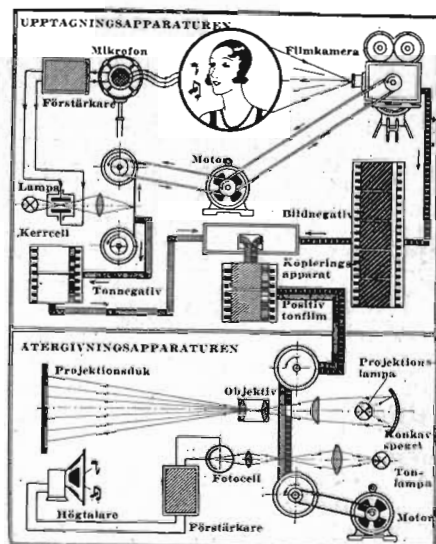 UPPTAGNINGSAPPARATUREN
Mikrofon
Filmkamera
Förstärkare
Motor
Lampa
Bildnegativ
Kerrcell
Kopierings
apparat
Tonnegativ
Positiv
tonfilm
ÅTERGIVNINGSAPPARATUREN
Projektionsduk
Projektions
lampa
Objektiv
Konkav
spegel
Fotocell
Ton-
lampa
Högtalare
Förstärkare
Motor